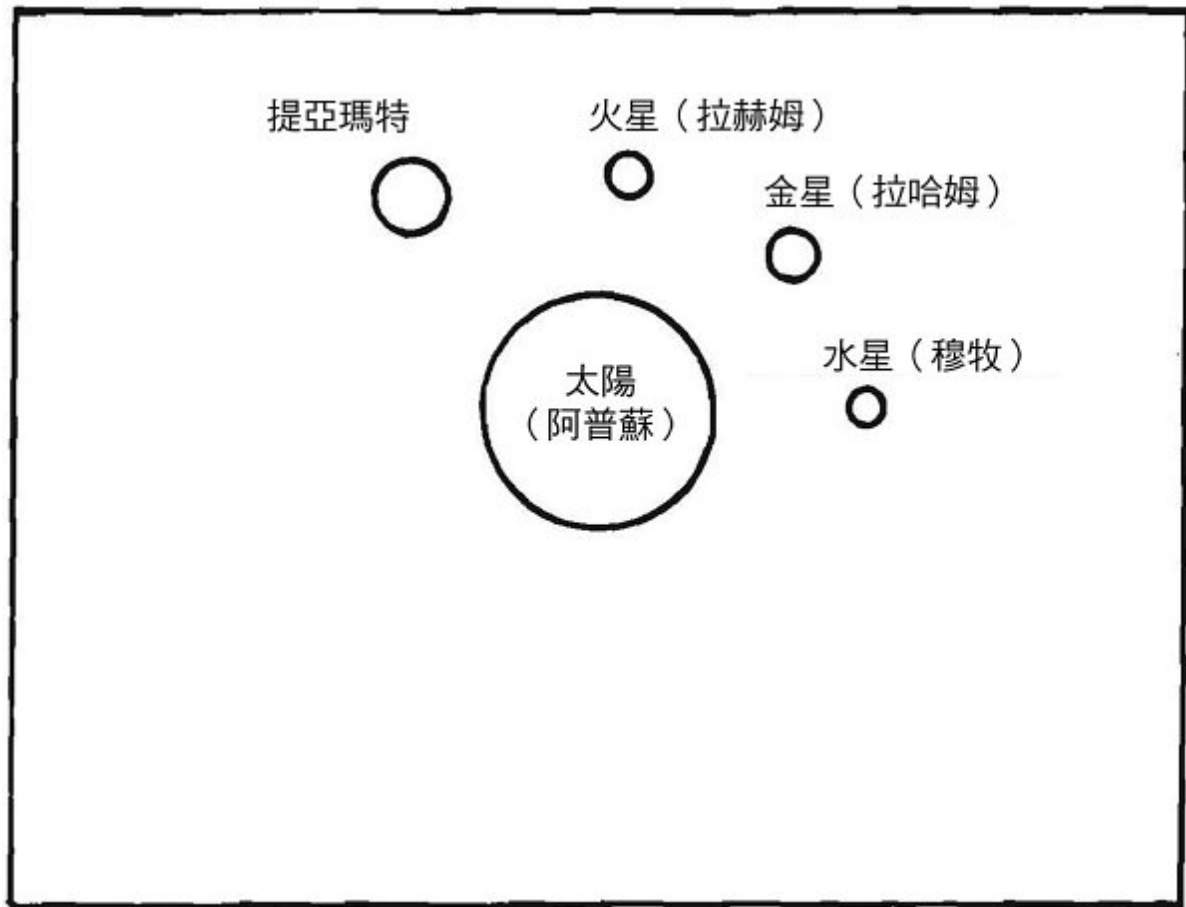 提亞瑪特
火星（拉赫姆）
金星（拉哈姆）
水星（穆牧）
太陽
（阿普蘇）